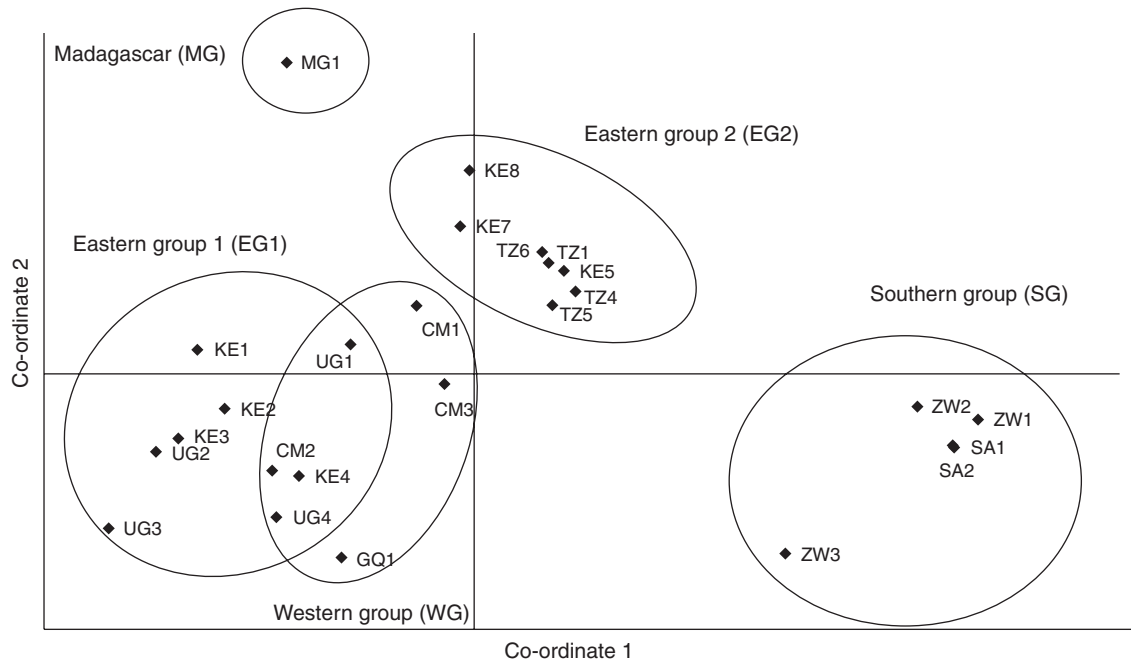 Madagascar (MG)
MG1
Eastern group 2 (EG2)
KE8
KE7
TZ6
TZ1
KE5
TZ4
TZ5
Eastern group 1 (EG1)
Southern group (SG)
CM1
KE1
UG1
CM3
KE2
KE3
UG2
CM2
KE4
UG3
UG4
GQ1
ZW2
ZW1
SA1
SA2
ZW3
Western group (WG)
Co-ordinate 2
Co-ordinate 1